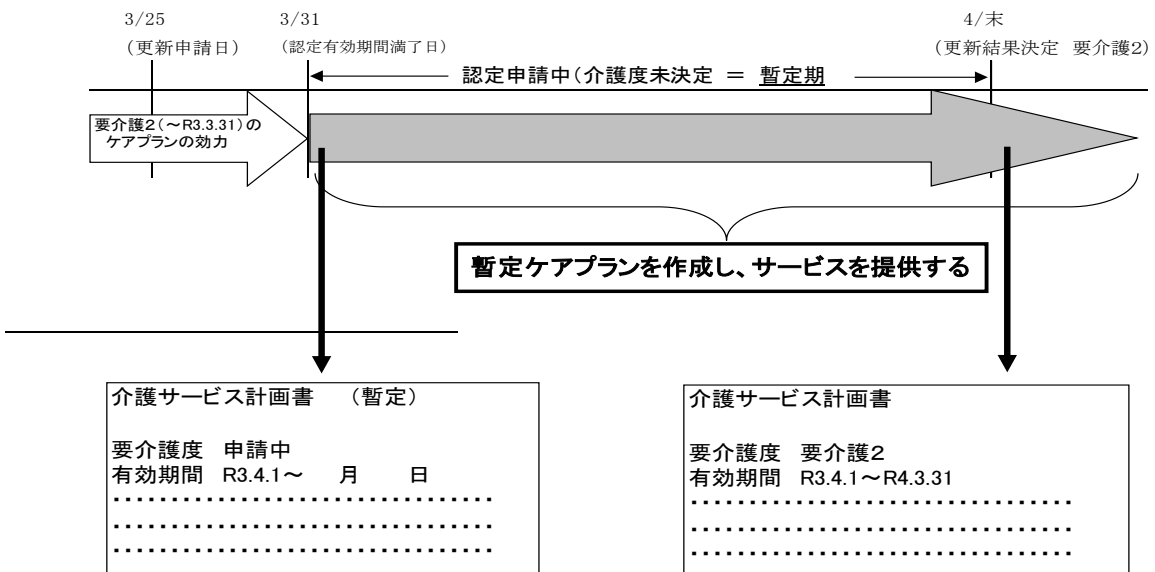 3/25
(更新申請日)
3/31
(認定有効期間満了日)
4/末
(更新結果決定 要介護2)
認定申請中(介護度未決定 = 暫定期
要介護2(~R3.3.31)の
ケアプランの効力
暫定ケアプランを作成し、サービスを提供する
介護サービス計画書 (暫定)
要介護度 申請中
有効期間 R3.4.1~ 月 日
・・・・・・・・・・・・・・・・・・・・・・・・・・・・・・・・・
・・・・・・・・・・・・・・・・・・・・・・・・・・・・・・・・・
・・・・・・・・・・・・・・・・・・・・・・・・・・・・・・・・・
介護サービス計画書
要介護度 要介護2
有効期間 R3.4.1~R4.3.31
・・・・・・・・・・・・・・・・・・・・・・・・・・・・・・・・・
・・・・・・・・・・・・・・・・・・・・・・・・・・・・・・・・・
・・・・・・・・・・・・・・・・・・・・・・・・・・・・・・・・・